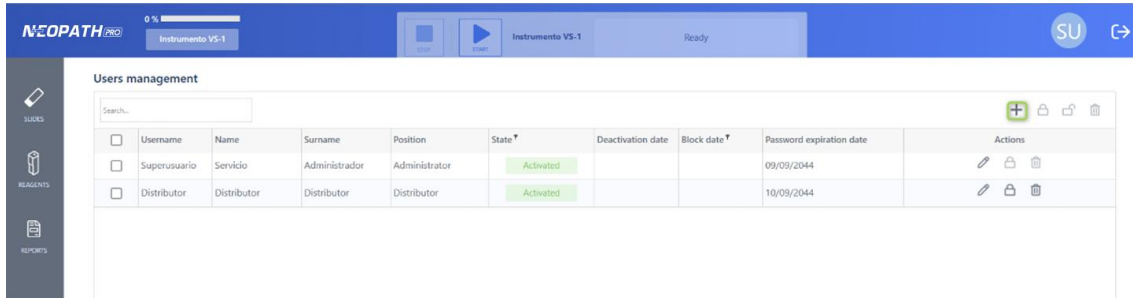 NEOPATH PRO
0 %
Instrumento VS-1
STOP
START
Instrumento VS-1
Ready
SU
SLIDES
REAGENTS
REPORTS
Users management
Search...
Username Name Surname Position State Deactivation date Block date Password expiration date Actions
Superusuario Servicio Administrador Administrator Activated 09/09/2044
Distributor Distributor Distributor Distributor Activated 10/09/2044